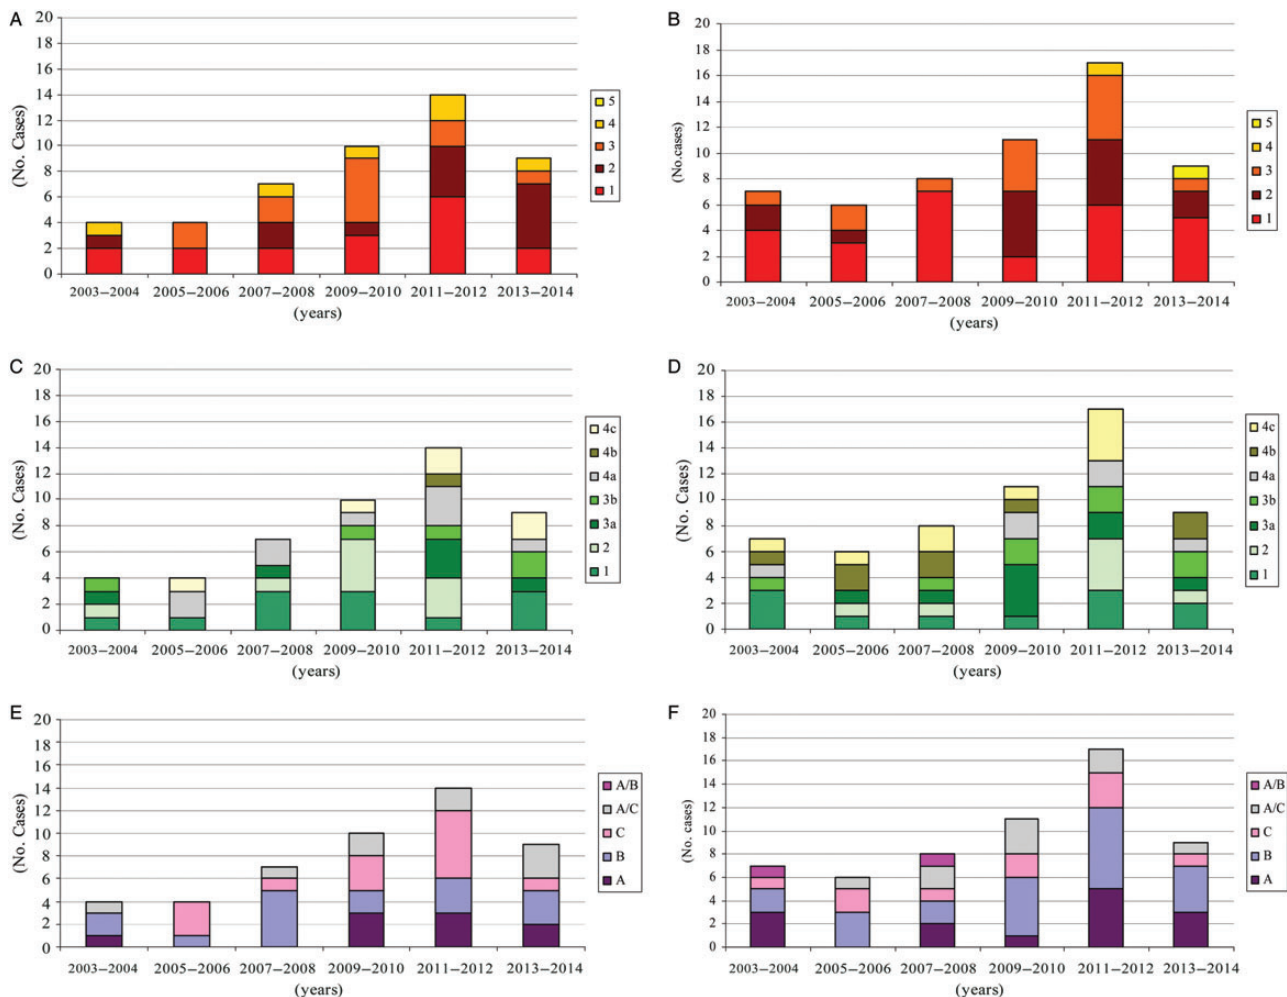 A
20
18
16
14
12
10
8
6
4
2
0
(No. Cases)
2003–2004 2005–2006 2007–2008 2009–2010 2011–2012 2013–2014
(years)
5
4
3
2
1
B
20
18
16
14
12
10
8
6
4
2
0
(No.cases)
2003–2004 2005–2006 2007–2008 2009–2010 2011–2012 2013–2014
(years)
5
4
3
2
1
C
20
18
16
14
12
10
8
6
4
2
0
(No. Cases)
2003–2004 2005–2006 2007–2008 2009–2010 2011–2012 2013–2014
(years)
4c
4b
4a
3b
3a
2
1
D
20
18
16
14
12
10
8
6
4
2
0
(No. Cases)
2003–2004 2005–2006 2007–2008 2009–2010 2011–2012 2013–2014
(years)
4c
4b
4a
3b
3a
2
1
E
20
18
16
14
12
10
8
6
4
2
0
(No. Cases)
2003–2004 2005–2006 2007–2008 2009–2010 2011–2012 2013–2014
(years)
A/B
A/C
C
B
A
F
20
18
16
14
12
10
8
6
4
2
0
(No. cases)
2003–2004 2005–2006 2007–2008 2009–2010 2011–2012 2013–2014
(years)
A/B
A/C
C
B
A